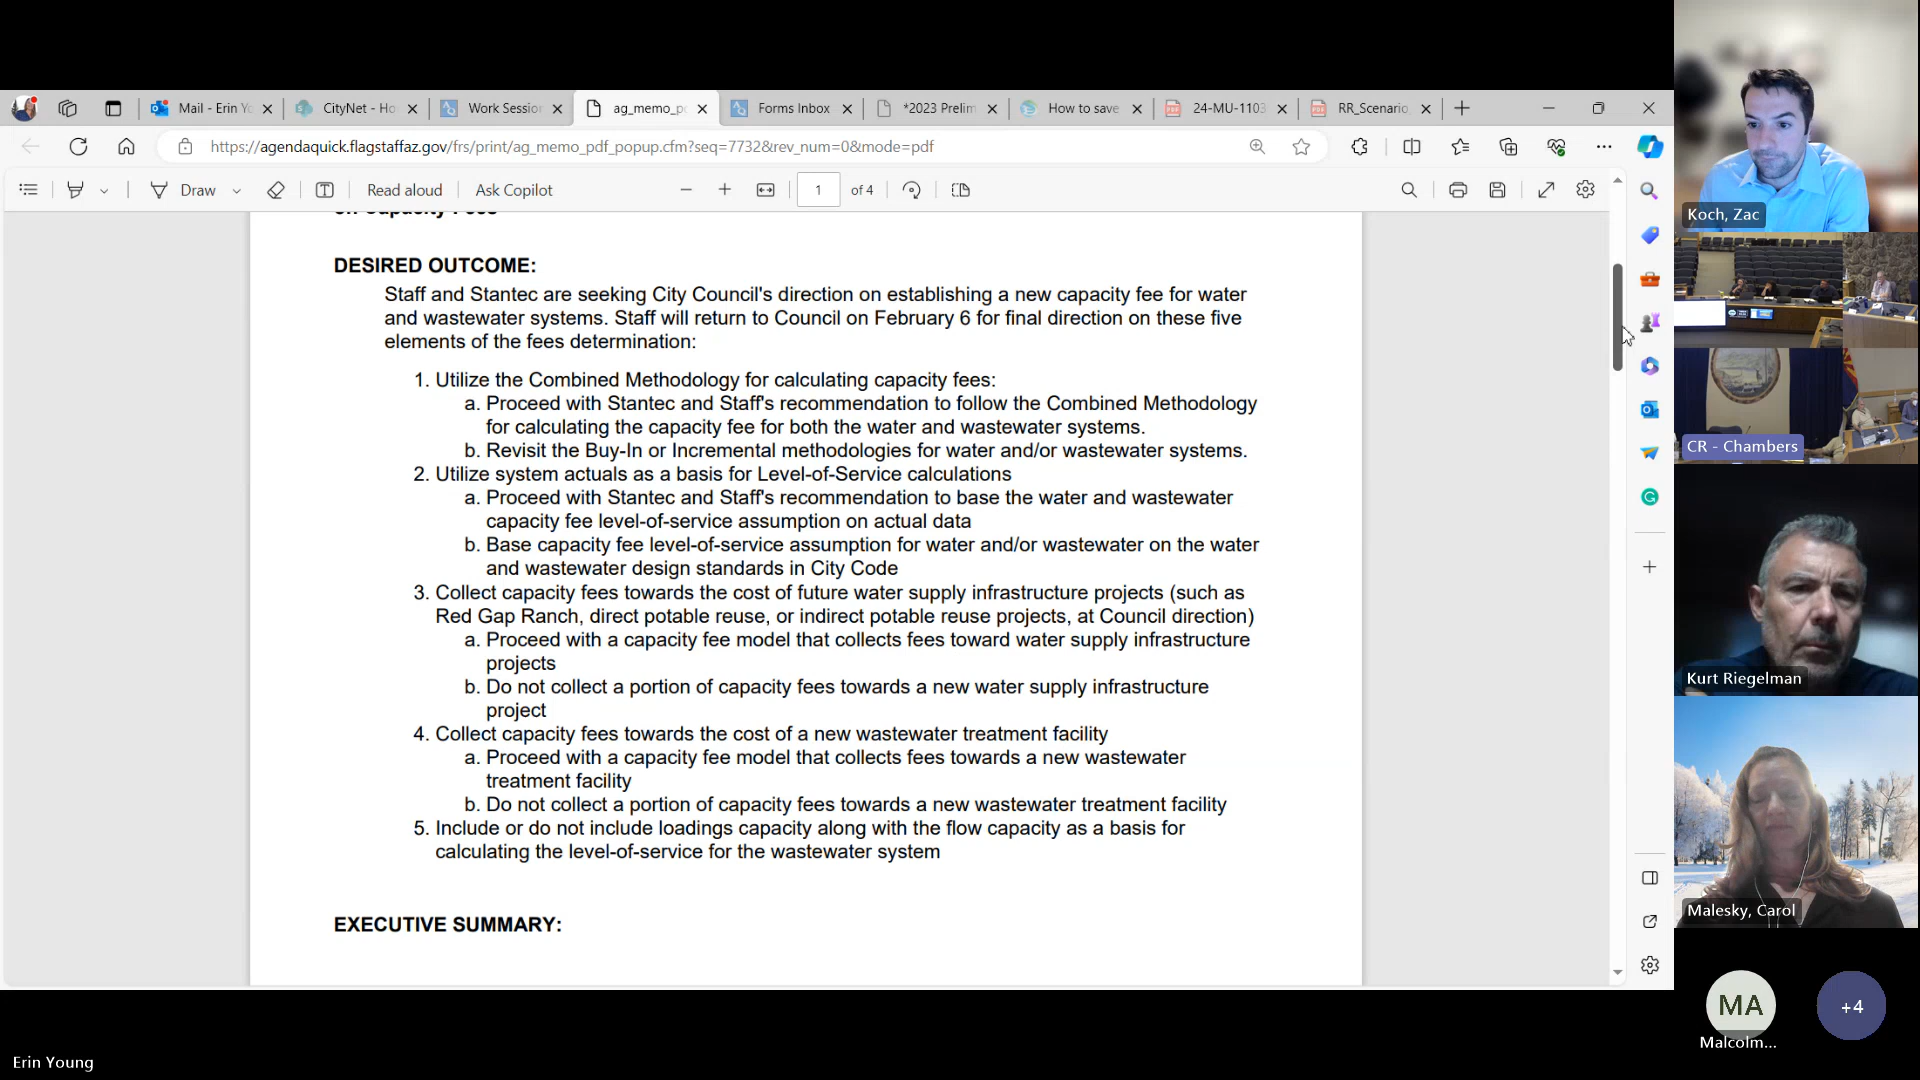 Mail - Erin Yo
CityNet - Ho
Work Session
ag_memo_p
Forms Inbox
*2023 Prelim
How to save
24-MU-1103
RR_Scenario
https://agendaquick.flagstaffaz.gov/frs/print/ag_memo_pdf_popup.cfm?seq=7732&rev_num=0&mode=pdf
Draw
Read aloud
Ask Copilot
1 of 4
on Capacity Fees
DESIRED OUTCOME:
Staff and Stantec are seeking City Council's direction on establishing a new capacity fee for water
and wastewater systems. Staff will return to Council on February 6 for final direction on these five
elements of the fees determination:
1. Utilize the Combined Methodology for calculating capacity fees:
a. Proceed with Stantec and Staff's recommendation to follow the Combined Methodology
for calculating the capacity fee for both the water and wastewater systems.
b. Revisit the Buy-In or Incremental methodologies for water and/or wastewater systems.
2. Utilize system actuals as a basis for Level-of-Service calculations
a. Proceed with Stantec and Staff's recommendation to base the water and wastewater
capacity fee level-of-service assumption on actual data
b. Base capacity fee level-of-service assumption for water and/or wastewater on the water
and wastewater design standards in City Code
3. Collect capacity fees towards the cost of future water supply infrastructure projects (such as
Red Gap Ranch, direct potable reuse, or indirect potable reuse projects, at Council direction)
a. Proceed with a capacity fee model that collects fees toward water supply infrastructure
projects
b. Do not collect a portion of capacity fees towards a new water supply infrastructure
project
4. Collect capacity fees towards the cost of a new wastewater treatment facility
a. Proceed with a capacity fee model that collects fees towards a new wastewater
treatment facility
b. Do not collect a portion of capacity fees towards a new wastewater treatment facility
5. Include or do not include loadings capacity along with the flow capacity as a basis for
calculating the level-of-service for the wastewater system
EXECUTIVE SUMMARY:
Koch, Zac
CR - Chambers
Kurt Riegelman
Malesky, Carol
MA
+4
Malcolm...
Erin Young